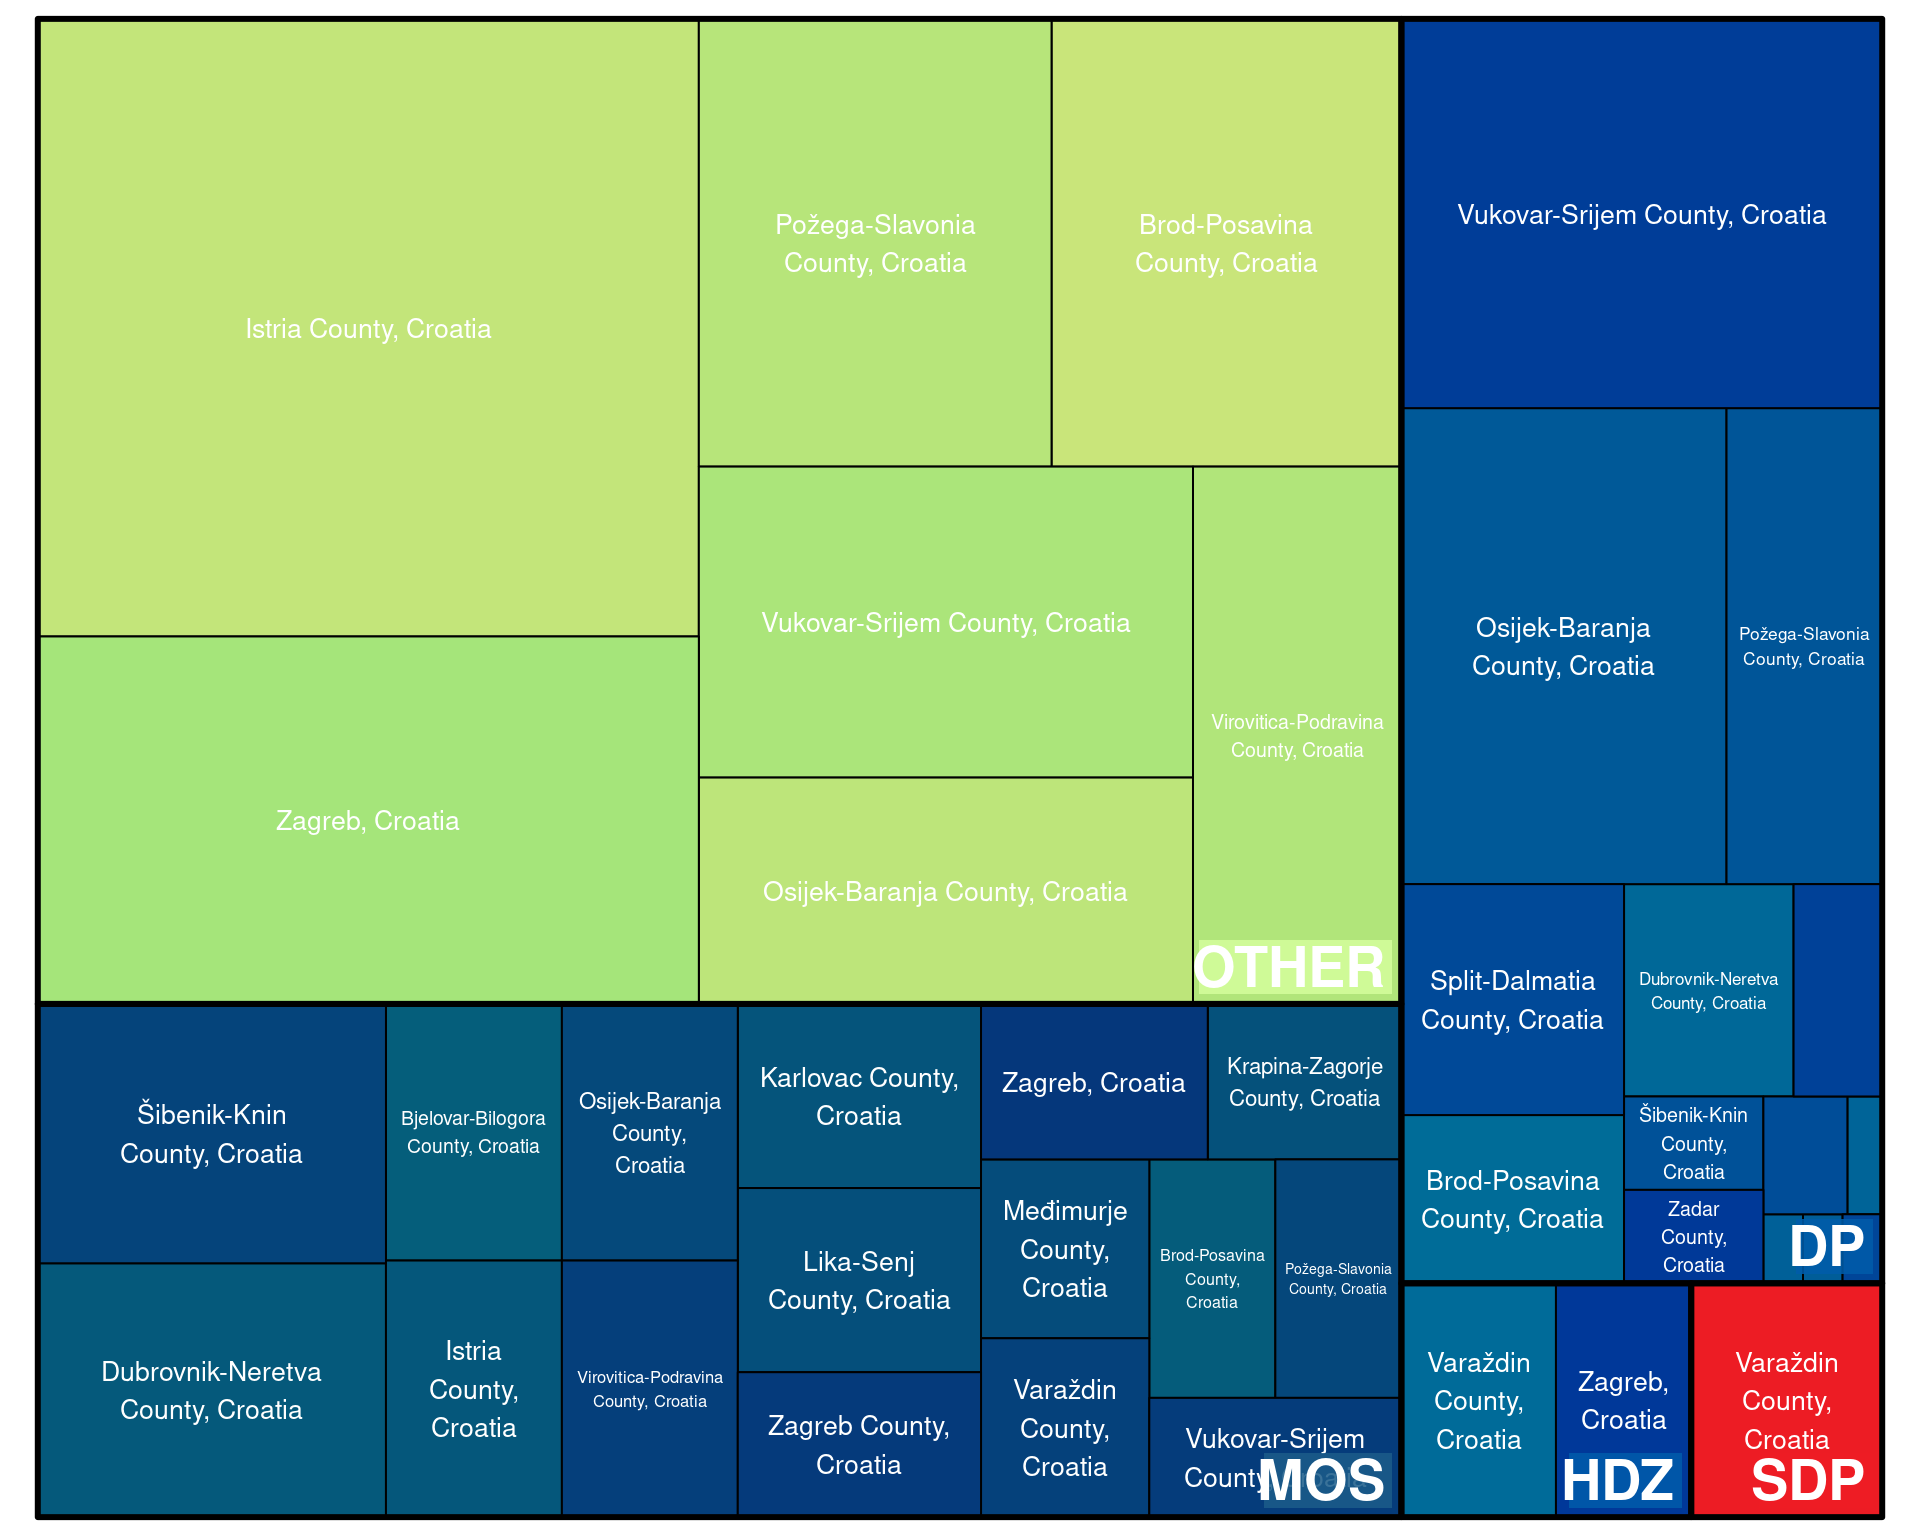 Istria County, Croatia
Zagreb, Croatia
Požega-Slavonia
County, Croatia
Brod-Posavina
County, Croatia
Vukovar-Srijem County, Croatia
Osijek-Baranja County, Croatia
Virovitica-Podravina
County, Croatia
OTHER
Šibenik-Knin
County, Croatia
Dubrovnik-Neretva
County, Croatia
Bjelovar-Bilogora
County, Croatia
Istria
County,
Croatia
Osijek-Baranja
County,
Croatia
Virovitica-Podravina
County, Croatia
Karlovac County,
Croatia
Lika-Senj
County, Croatia
Zagreb County,
Croatia
Zagreb, Croatia
Krapina-Zagorje
County, Croatia
Međimurje
County,
Croatia
Varaždin
County,
Croatia
Brod-Posavina
County,
Croatia
Požega-Slavonia
County, Croatia
Vukovar-Srijem
County
MOS
Vukovar-Srijem County, Croatia
Osijek-Baranja
County, Croatia
Požega-Slavonia
County, Croatia
Split-Dalmatia
County, Croatia
Brod-Posavina
County, Croatia
Dubrovnik-Neretva
County, Croatia
Šibenik-Knin
County,
Croatia
Zadar
County,
Croatia
DP
Varaždin
County,
Croatia
Zagreb,
Croatia
HDZ
Varaždin
County,
Croatia
SDP